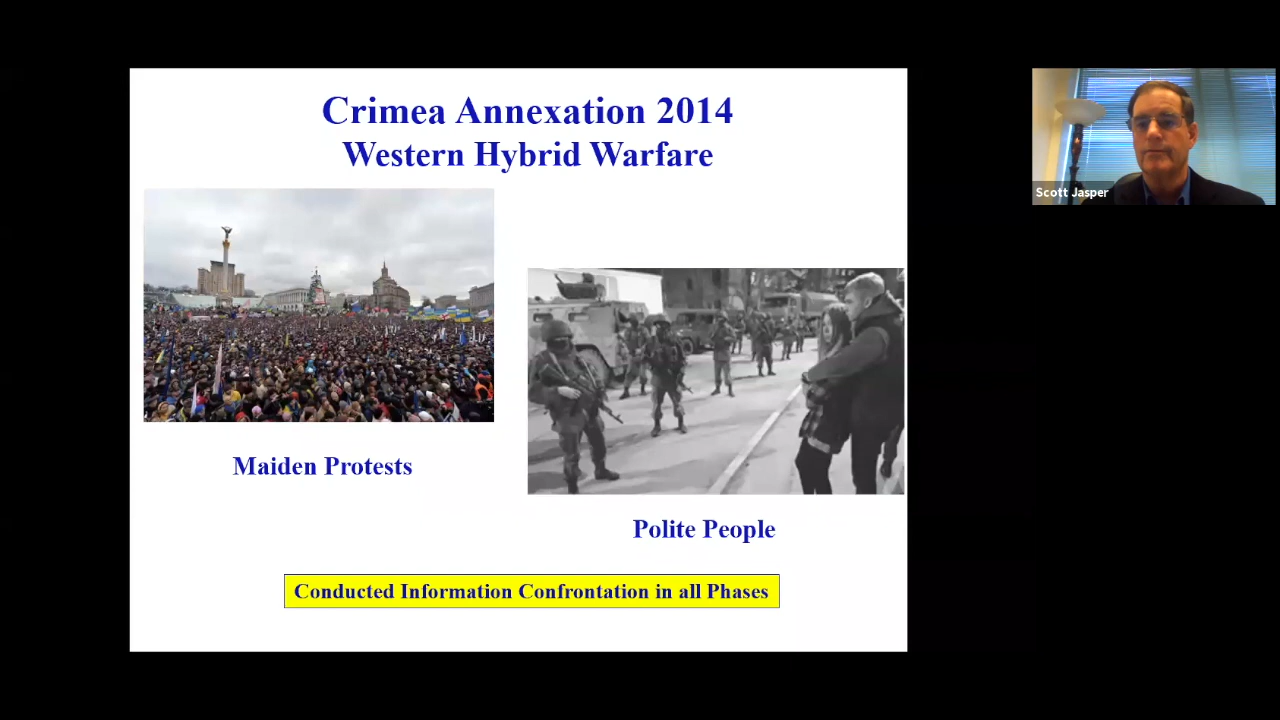 Crimea Annexation 2014
Western Hybrid Warfare
Scott Jasper
Maiden Protests
Polite People
Conducted Information Confrontation in all Phases